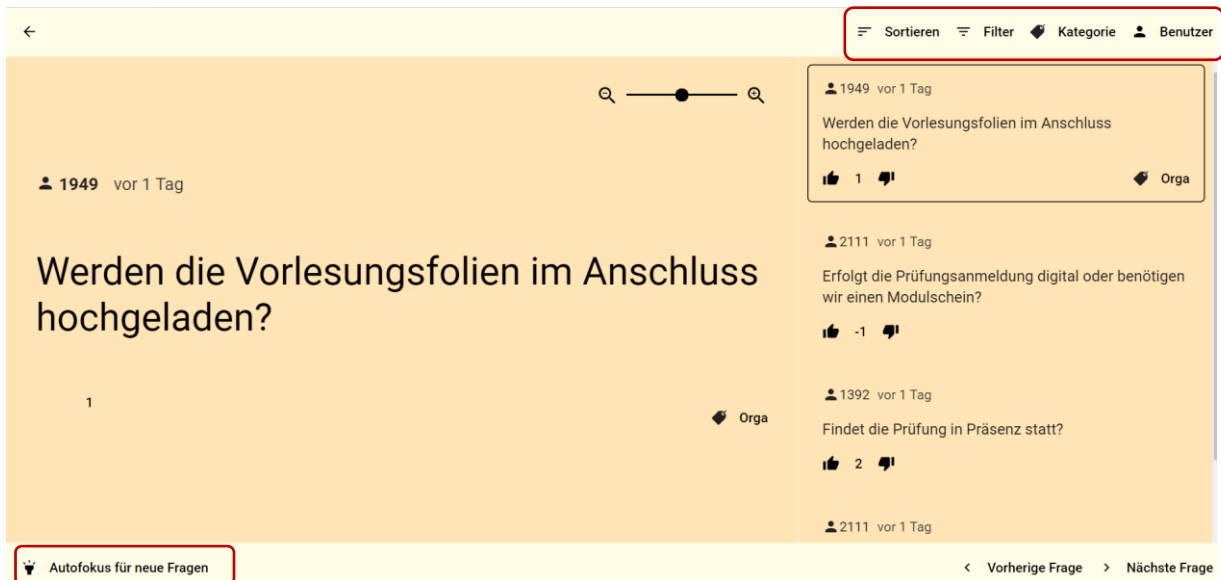 Sortieren Filter Kategorie Benutzer
1949 vor 1 Tag
Werden die Vorlesungsfolien im Anschluss
hochgeladen?
1
Orga
1949 vor 1 Tag
Werden die Vorlesungsfolien im Anschluss
hochgeladen?
1 Orga
2111 vor 1 Tag
Erfolgt die Prüfungsanmeldung digital oder benötigen
wir einen Modulschein?
-1
1392 vor 1 Tag
Findet die Prüfung in Präsenz statt?
2
2111 vor 1 Tag
Autofokus für neue Fragen
Vorherige Frage Nächste Frage